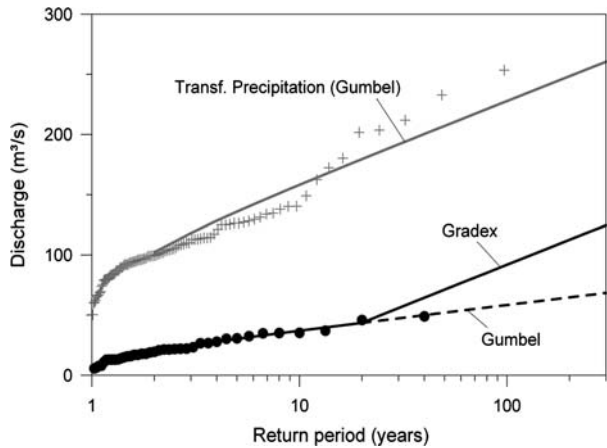 300
200
100
0
Discharge (m³/s)
Transf. Precipitation (Gumbel)
Gradex
Gumbel
1
10
100
Return period (years)